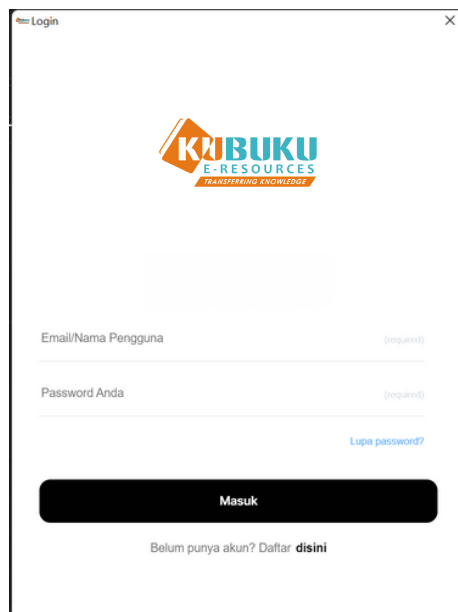 Login
KUBUKU
E-RESOURCES
TRANSFERRING KNOWLEDGE
Email/Nama Pengguna (required)
Password Anda (required)
Lupa password?
Masuk
Belum punya akun? Daftar disini